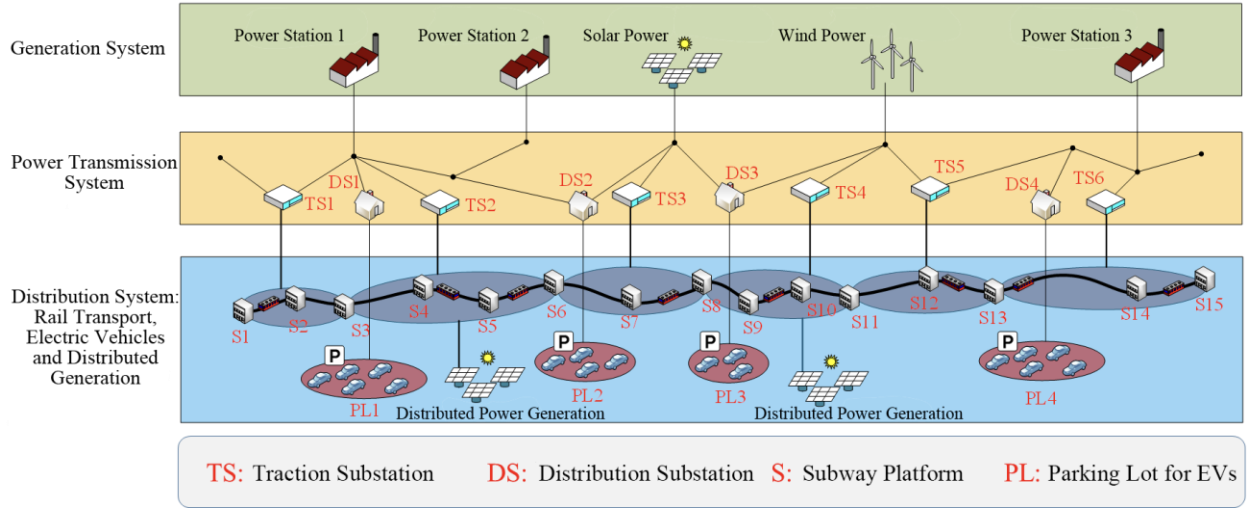 Generation System
Power Station 1
Power Station 2
Solar Power
Wind Power
Power Station 3
Power Transmission
System
TS1
DS1
TS2
DS2
TS3
DS3
TS4
TS5
DS4
TS6
Distribution System:
Rail Transport,
Electric Vehicles
and Distributed
Generation
S1
S2
S3
S4
S5
S6
S7
S8
S9
S10
S11
S12
S13
S14
S15
P
P
P
P
PL1
PL2
PL3
PL4
Distributed Power Generation
Distributed Power Generation
TS: Traction Substation
DS: Distribution Substation
S: Subway Platform
PL: Parking Lot for EVs